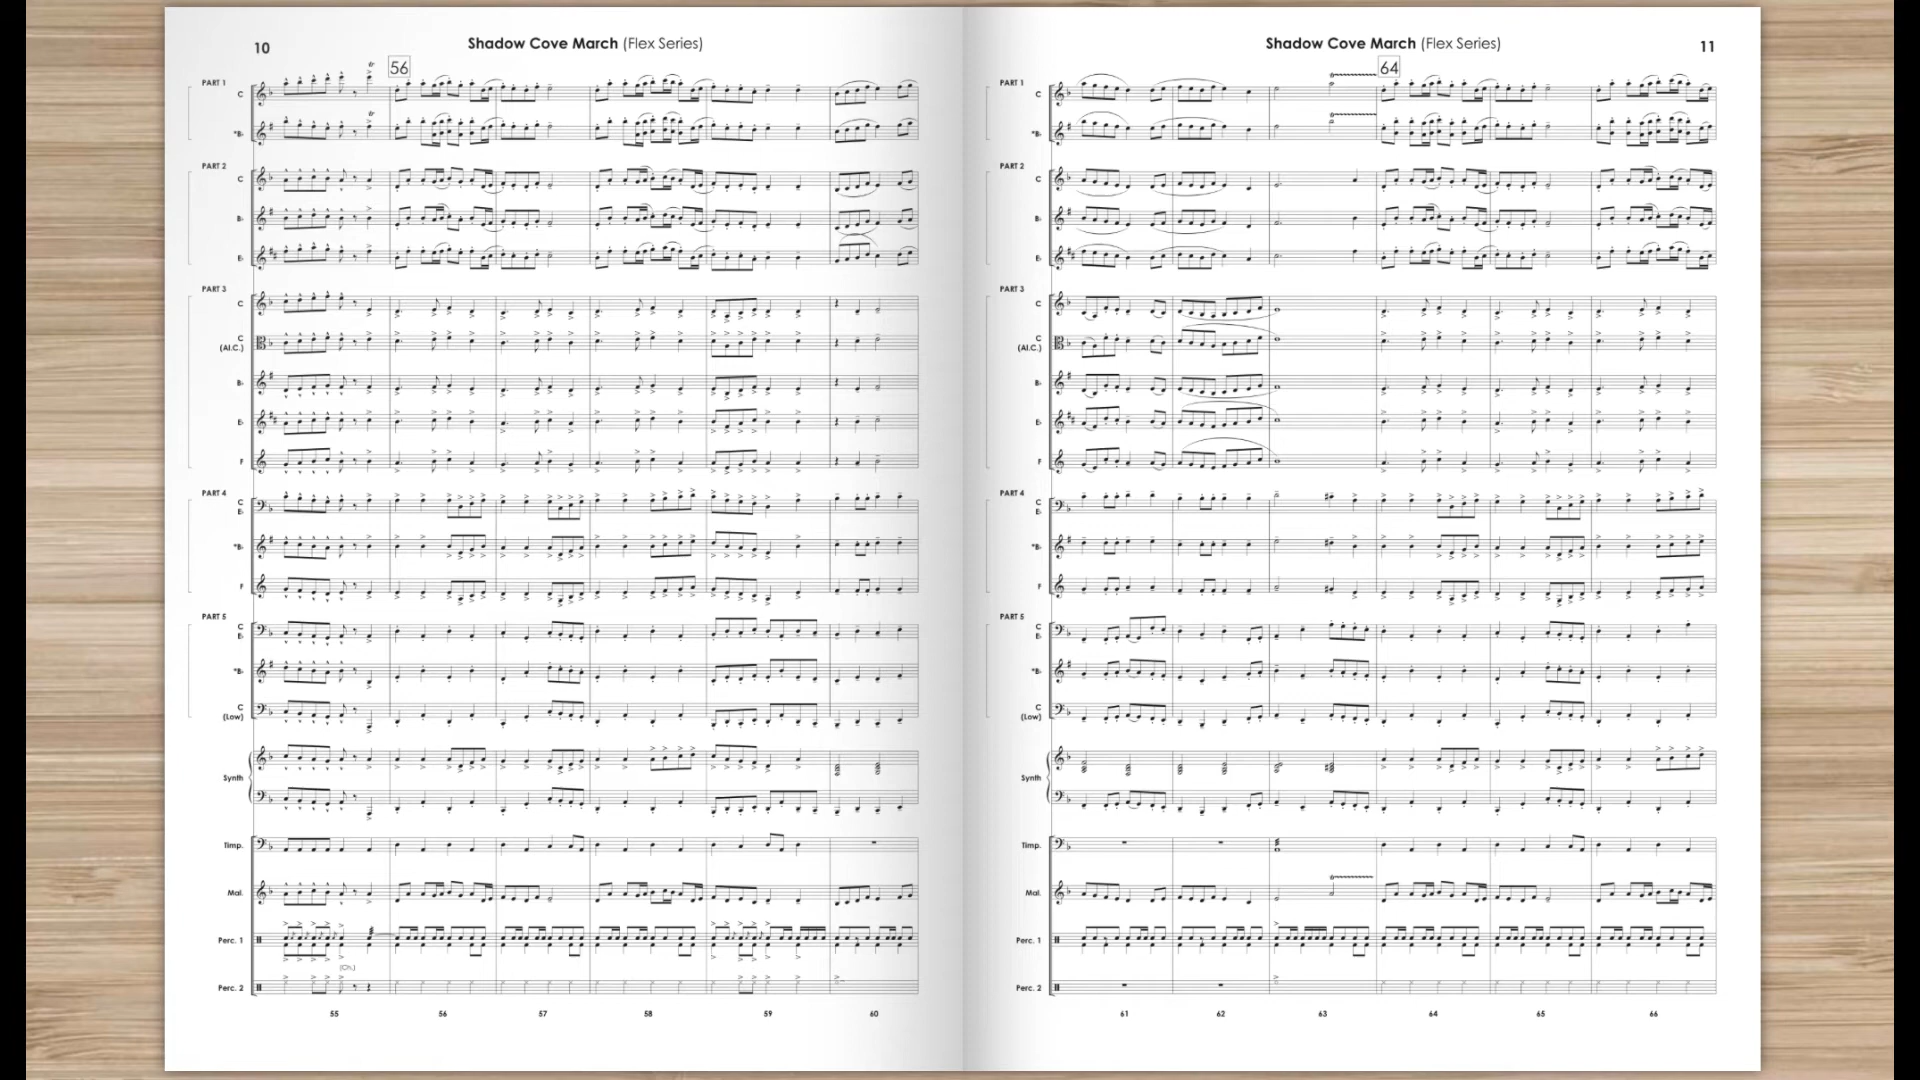 10
Shadow Cove March (Flex Series)
56
PART 1
C
*B♭
PART 2
C
B♭
E♭
PART 3
C
C
(Al.C.)
B♭
E♭
F
PART 4
C
E♭
*B♭
F
PART 5
C
E♭
*B♭
C
(Low)
Synth
Timp.
Mal.
Perc. 1
(Ch.)
Perc. 2
55 56 57 58 59 60
Shadow Cove March (Flex Series)
11
64
PART 1
C
*B♭
PART 2
C
B♭
E♭
PART 3
C
C
(Al.C.)
B♭
E♭
F
PART 4
C
E♭
*B♭
F
PART 5
C
E♭
*B♭
C
(Low)
Synth
Timp.
Mal.
Perc. 1
Perc. 2
61 62 63 64 65 66